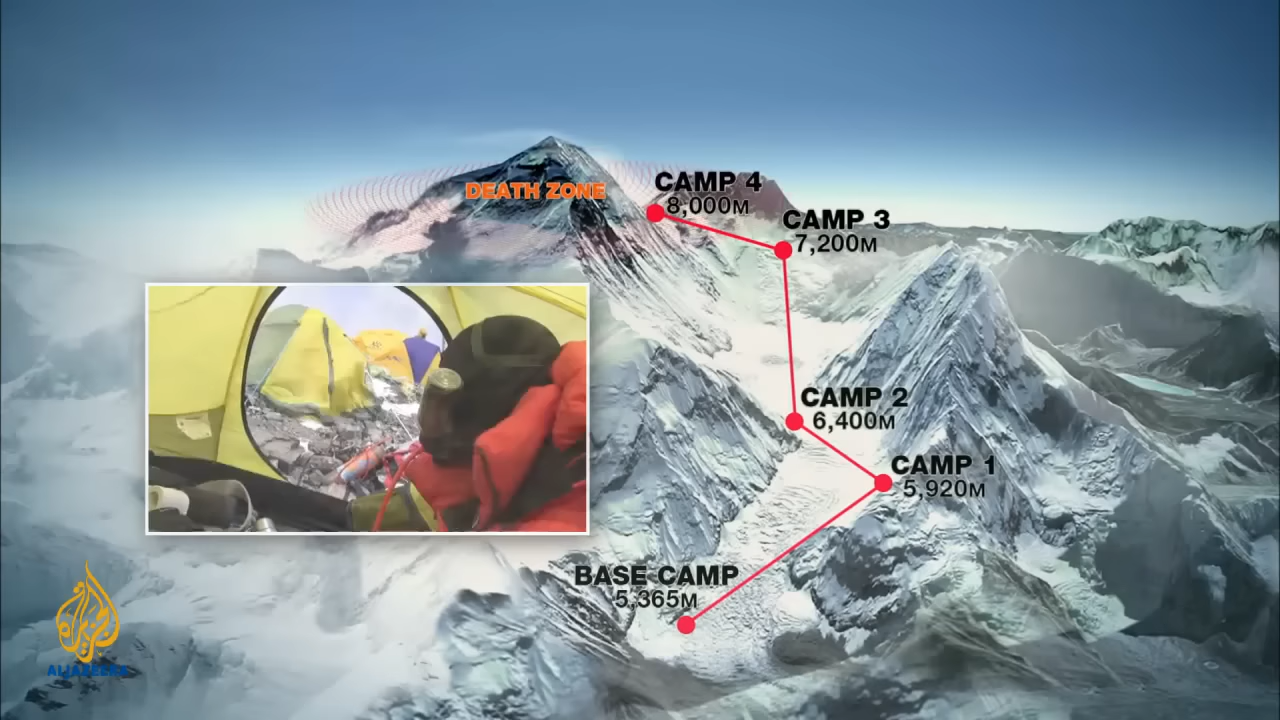 DEATH ZONE
CAMP 4
8,000M
CAMP 3
7,200M
CAMP 2
6,400M
CAMP 1
5,920M
BASE CAMP
5,365M
الجزيرة
ALJAZEERA